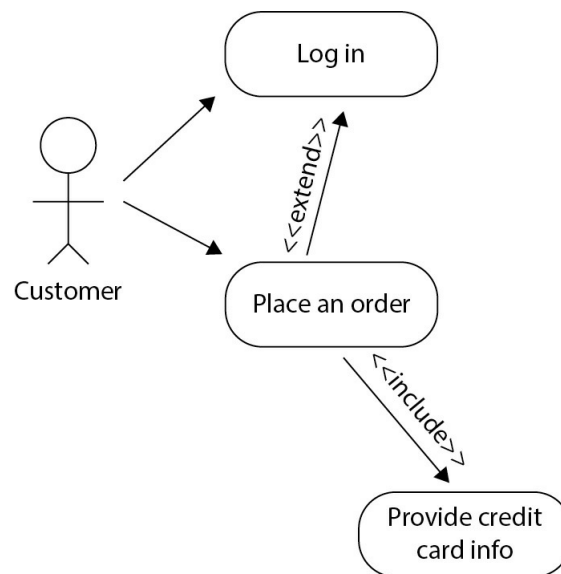 Log in
<<extend>>
Customer
Place an order
<<include>>
Provide credit
card info